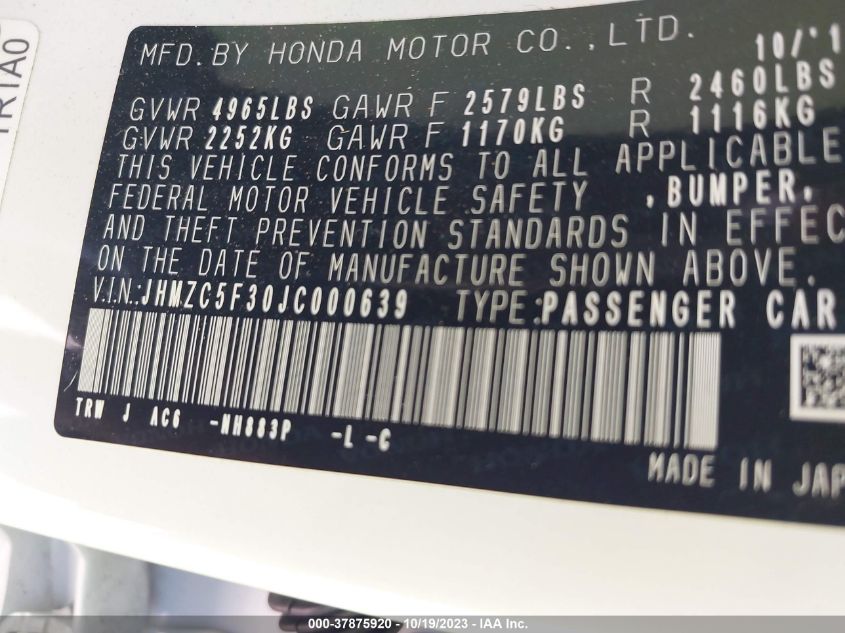 1R1A0
MFD. BY HONDA MOTOR CO., LTD. 10/'1
GVWR 4965LBS GAWR F 2579LBS R 2460LBS
GVWR 2252KG GAWR F 1170KG R 1116KG
THIS VEHICLE CONFORMS TO ALL APPLICABLE
FEDERAL MOTOR VEHICLE SAFETY , BUMPER,
AND THEFT PREVENTION STANDARDS IN EFFEC
ON THE DATE OF MANUFACTURE SHOWN ABOVE.
V.I.N.: JHMZC5F30JC000639 TYPE:PASSENGER CAR
TRW J AC6 -NH883P -L -C
MADE IN JAP
000-37875920 - 10/19/2023 - IAA Inc.